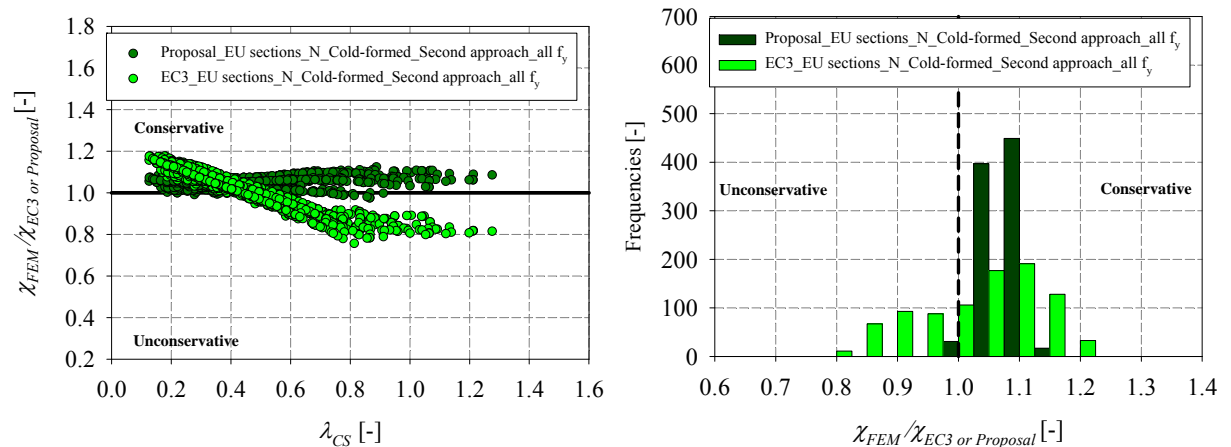 1.8
1.6
1.4
1.2
1.0
0.8
0.6
0.4
0.2
χFEM/χEC3 or Proposal [-]
Proposal_EU sections_N_Cold-formed_Second approach_all fy
EC3_EU sections_N_Cold-formed_Second approach_all fy
Conservative
Unconservative
0.0 0.2 0.4 0.6 0.8 1.0 1.2 1.4 1.6
λCS [-]
700
600
500
400
300
200
100
0
Frequencies [-]
Proposal_EU sections_N_Cold-formed_Second approach_all fy
EC3_EU sections_N_Cold-formed_Second approach_all fy
Unconservative
Conservative
0.6 0.7 0.8 0.9 1.0 1.1 1.2 1.3 1.4
χFEM/χEC3 or Proposal [-]